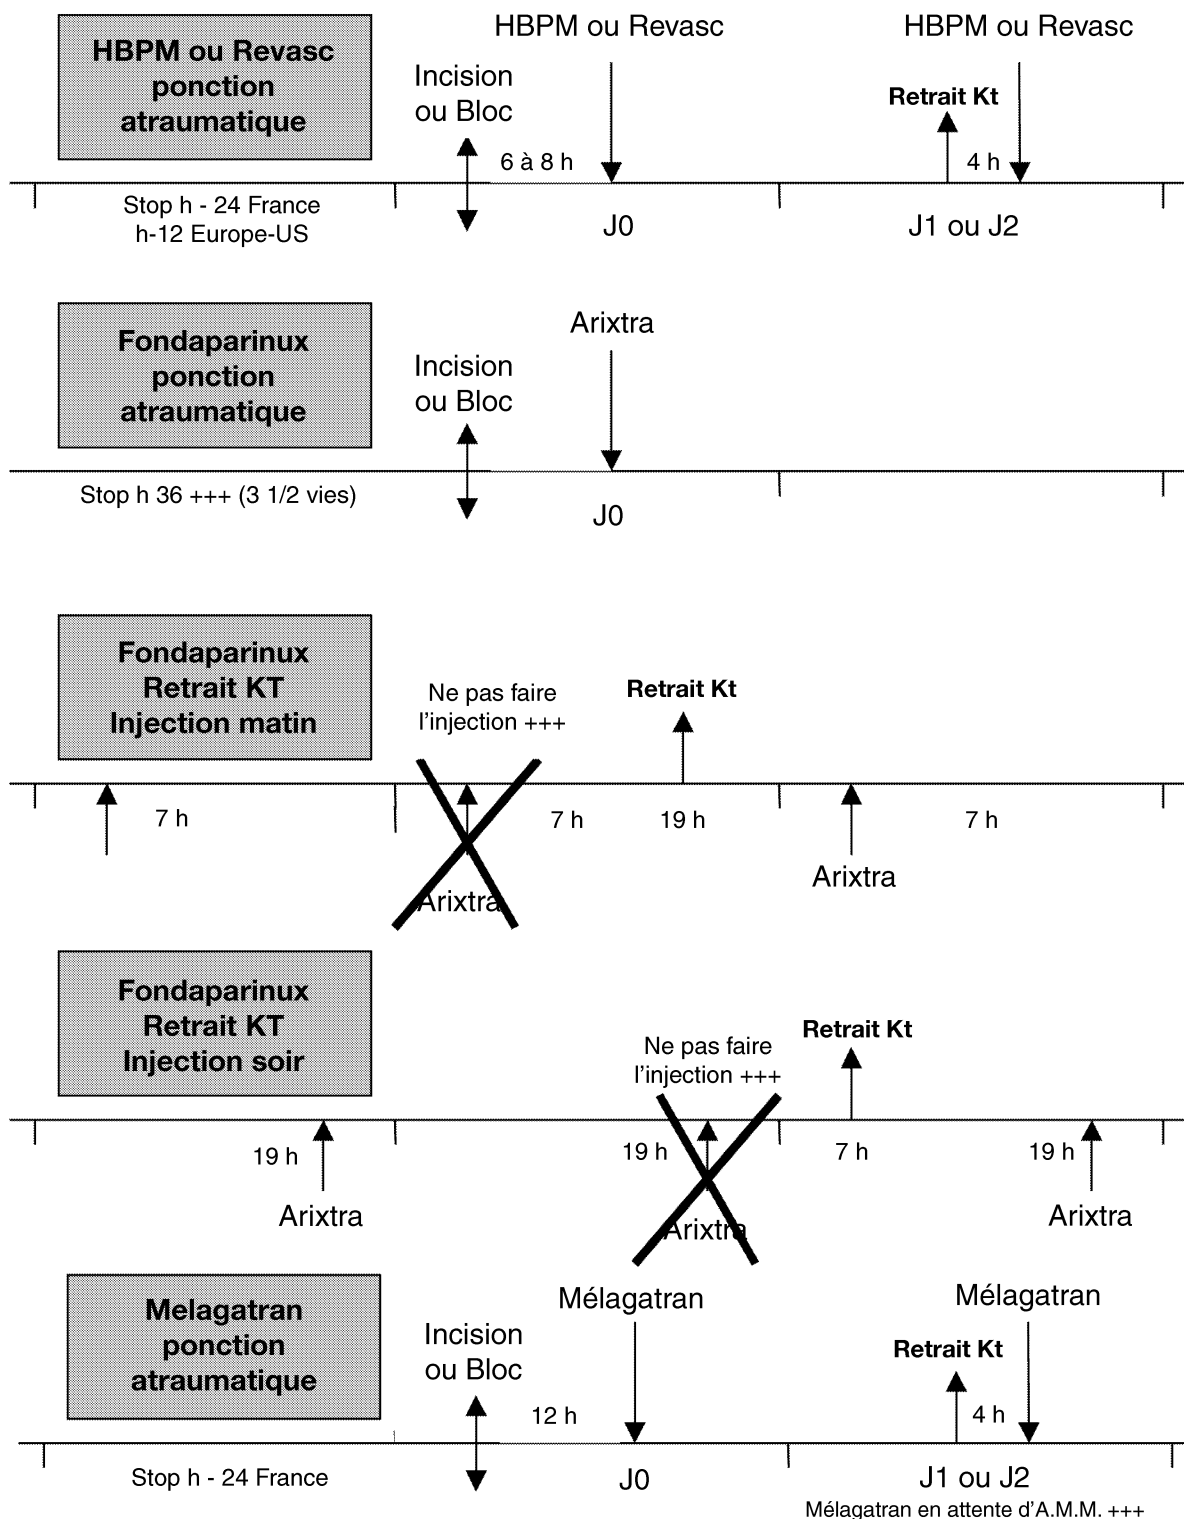 HBPM ou Revasc
ponction
atraumatique
Incision
ou Bloc
HBPM ou Revasc
HBPM ou Revasc
Retrait Kt
6 à 8 h
4 h
Stop h - 24 France
h-12 Europe-US
J0
J1 ou J2
Fondaparinux
ponction
atraumatique
Incision
ou Bloc
Arixtra
Stop h 36 +++ (3 1/2 vies)
J0
Fondaparinux
Retrait KT
Injection matin
Ne pas faire
l'injection +++
Retrait Kt
7 h
7 h
19 h
7 h
Arixtra
Arixtra
Fondaparinux
Retrait KT
Injection soir
Ne pas faire
l'injection +++
Retrait Kt
19 h
19 h
7 h
19 h
Arixtra
Arixtra
Arixtra
Melagatran
ponction
atraumatique
Incision
ou Bloc
Mélagatran
Mélagatran
Retrait Kt
12 h
4 h
Stop h - 24 France
J0
J1 ou J2
Mélagatran en attente d'A.M.M. +++